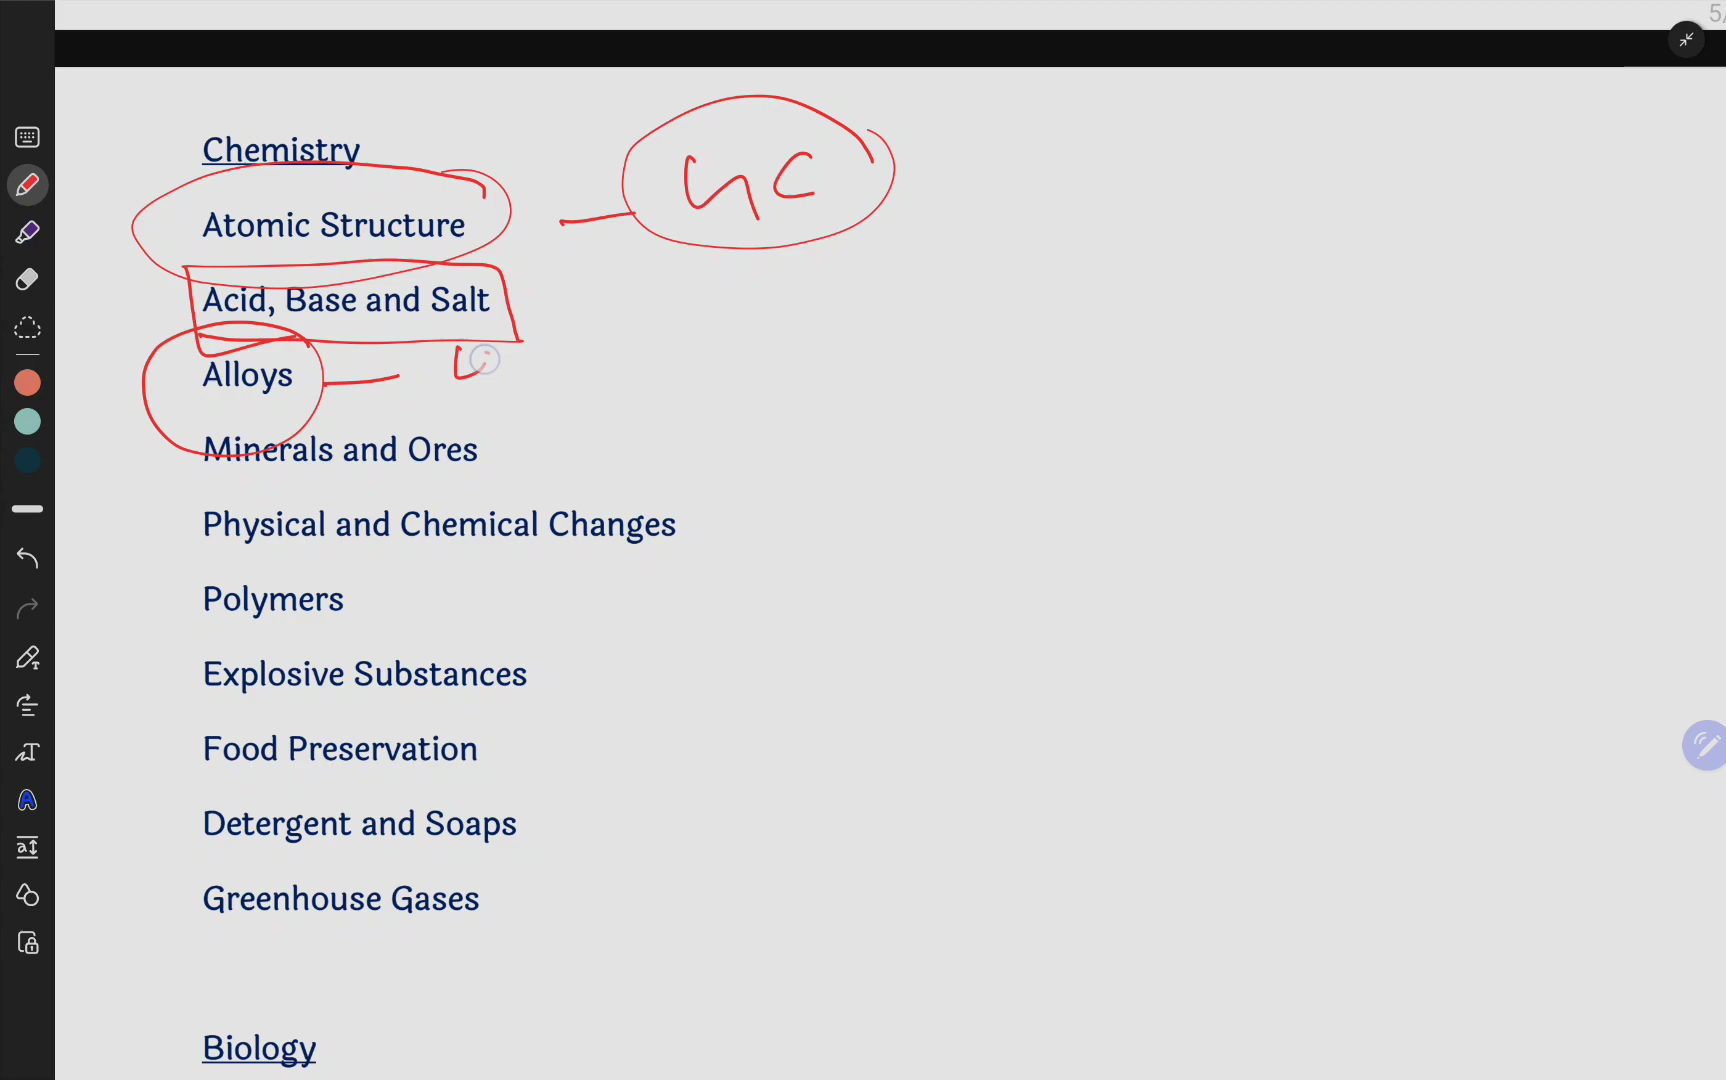 5/
Chemistry
Atomic Structure
Acid, Base and Salt
Alloys
Minerals and Ores
Physical and Chemical Changes
Polymers
Explosive Substances
Food Preservation
Detergent and Soaps
Greenhouse Gases
Biology